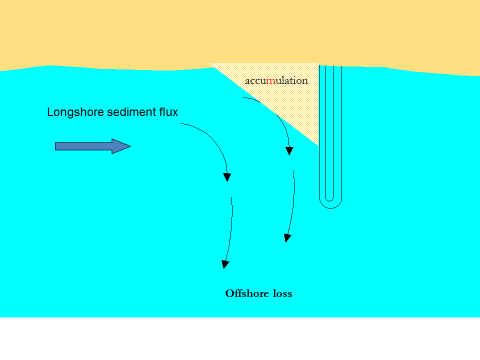 accumulation
Longshore sediment flux
Offshore loss